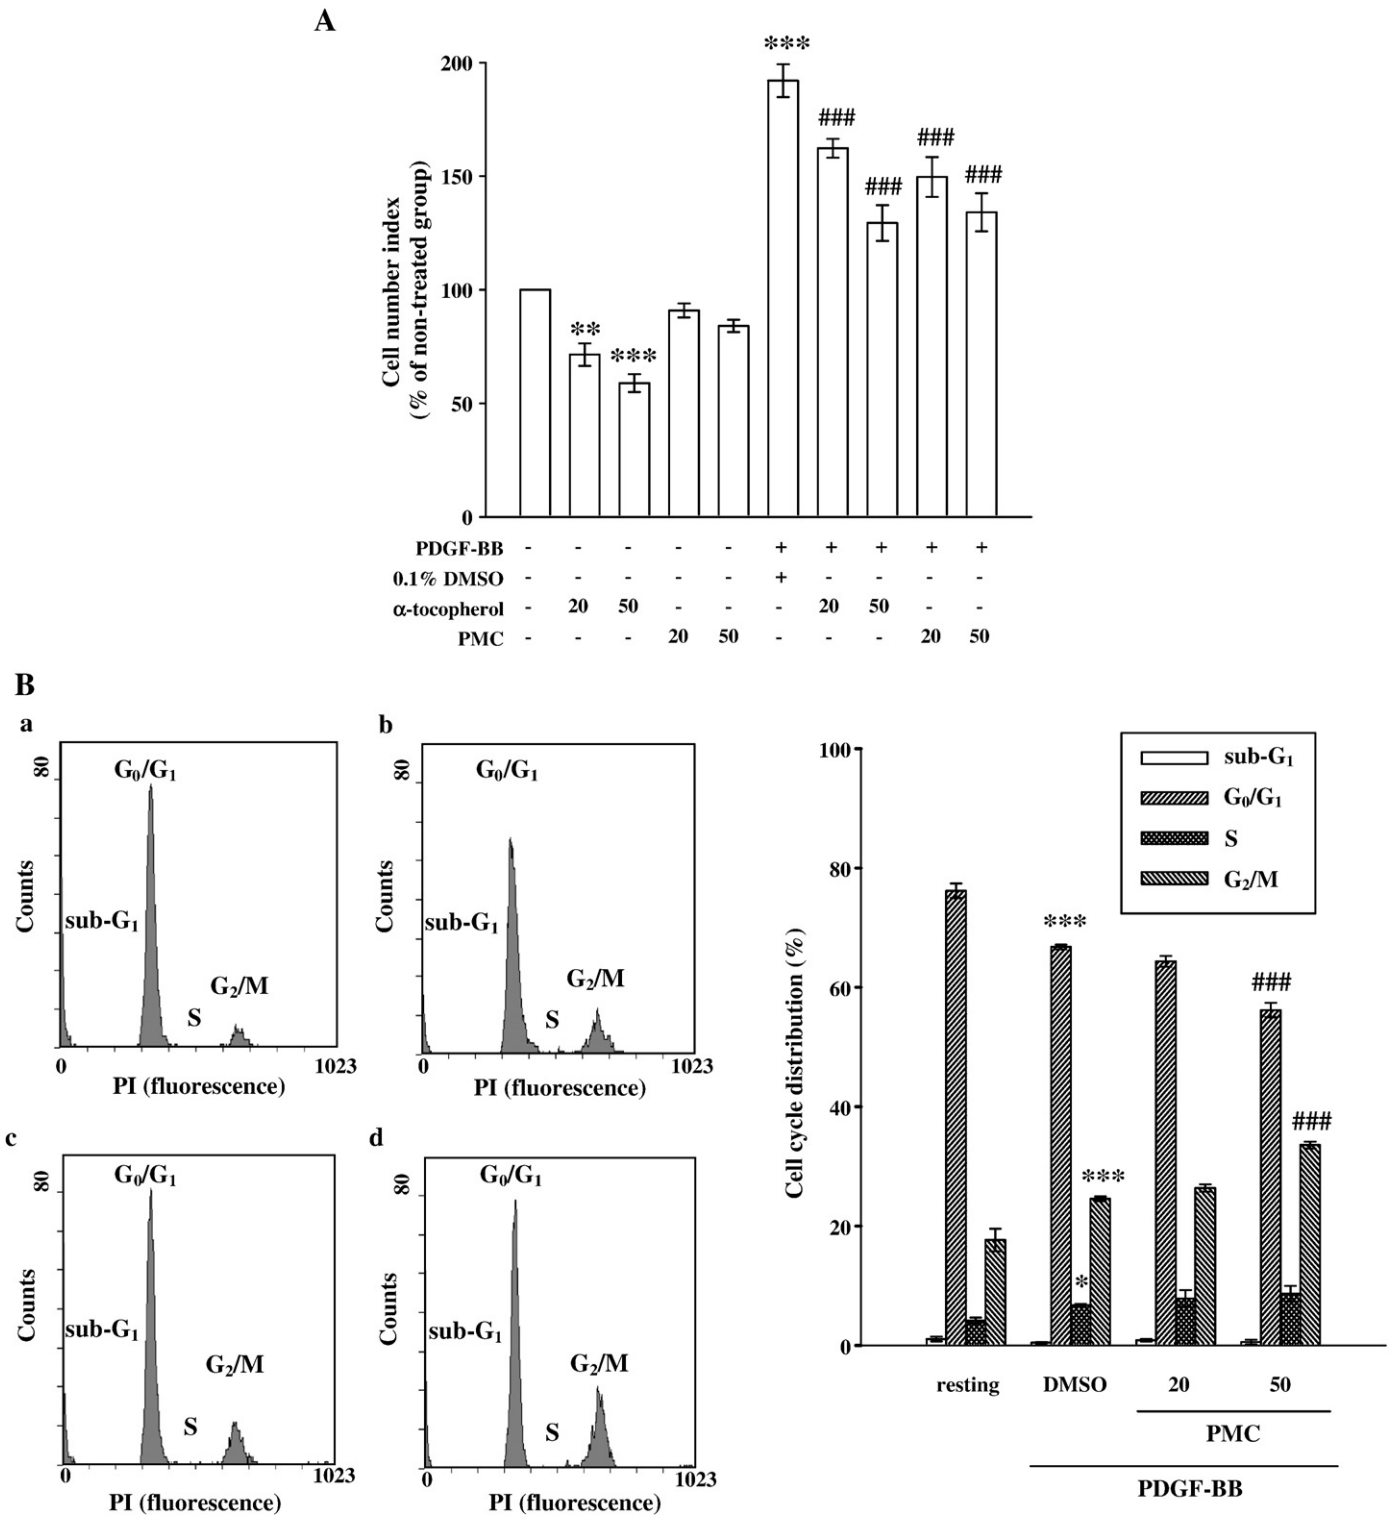 A
Cell number index
(% of non-treated group)
200
150
100
50
0
** *** *** ### ### ### ###
PDGF-BB - - - - - + + + + +
0.1% DMSO - - - - - + - - - -
α-tocopherol - 20 50 - - - 20 50 - -
PMC - - - 20 50 - - - 20 50
B
a
80
Counts
G₀/G₁
sub-G₁
S
G₂/M
0 1023
PI (fluorescence)
b
80
Counts
G₀/G₁
sub-G₁
S
G₂/M
0 1023
PI (fluorescence)
c
80
Counts
G₀/G₁
sub-G₁
S
G₂/M
0 1023
PI (fluorescence)
d
80
Counts
G₀/G₁
sub-G₁
S
G₂/M
0 1023
PI (fluorescence)
Cell cycle distribution (%)
100
80
60
40
20
0
sub-G₁
G₀/G₁
S
G₂/M
***
*
***
###
###
resting DMSO 20 50
PMC
PDGF-BB